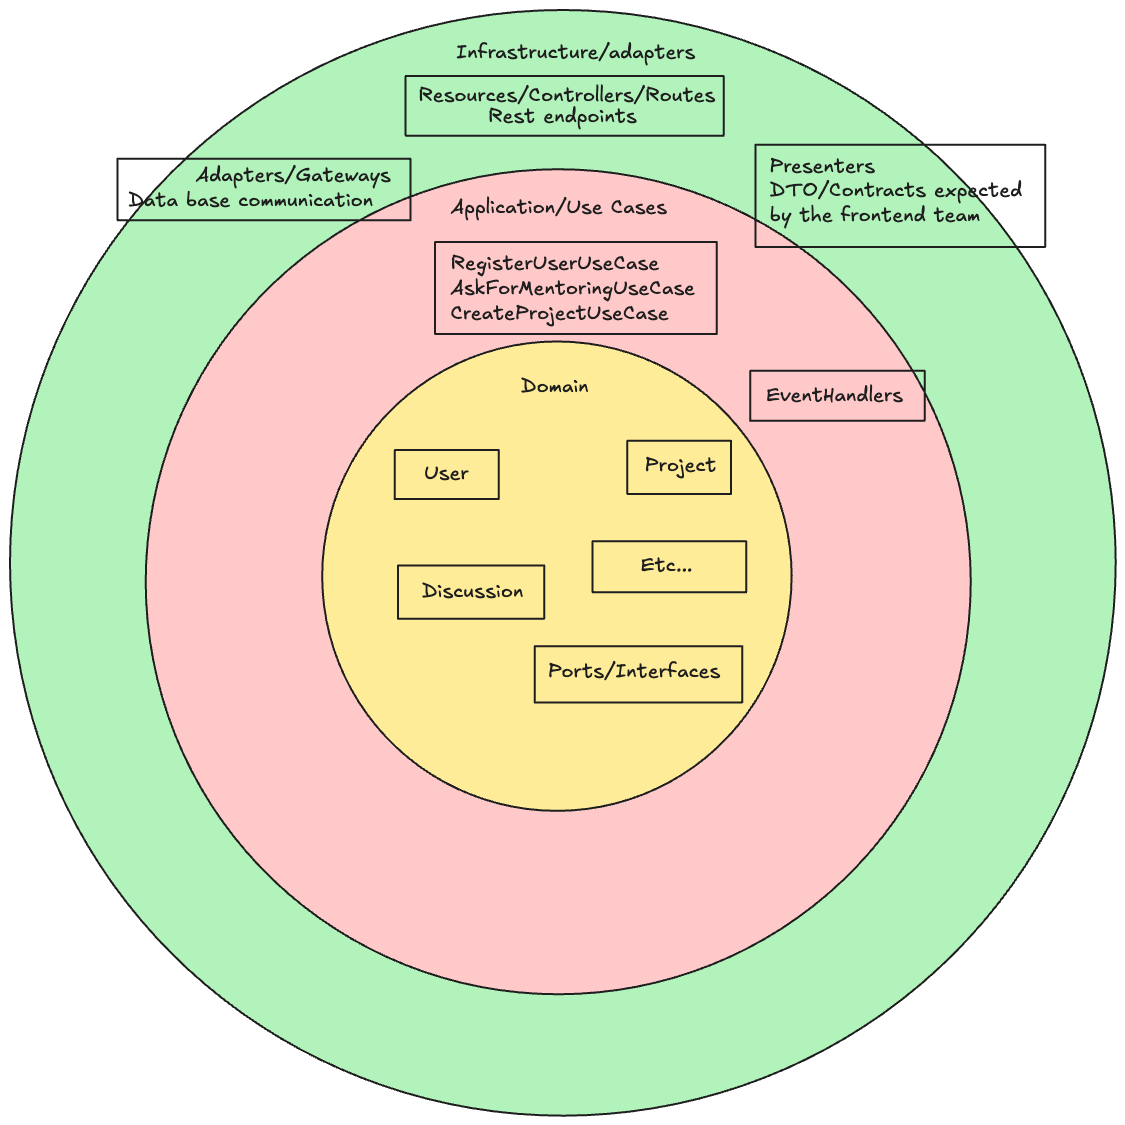 Infrastructure/adapters
Resources/Controllers/Routes
Rest endpoints
Adapters/Gateways
Data base communication
Presenters
DTO/Contracts expected
by the frontend team
Application/Use Cases
RegisterUserUseCase
AskForMentoringUseCase
CreateProjectUseCase
EventHandlers
Domain
User
Project
Discussion
Etc...
Ports/Interfaces